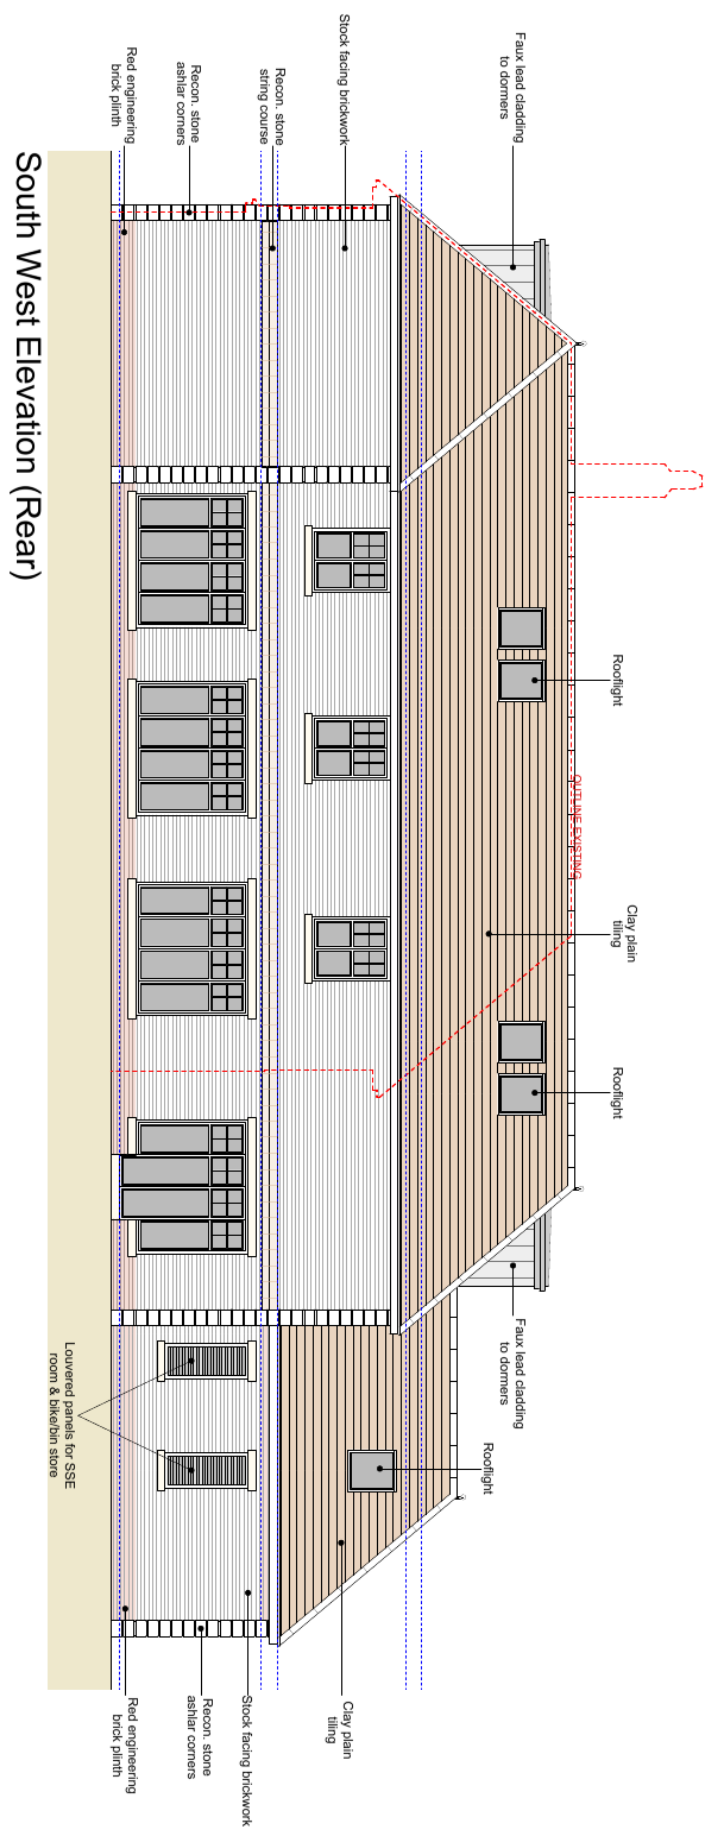 Faux lead cladding
to dormers
Stock facing brickwork
Recon. stone
string course
Recon. stone
ashlar corners
Red engineering
brick plinth
Rooflight
OUTLINE EXISTING
Clay plain
tiling
Rooflight
Faux lead cladding
to dormers
Rooflight
Clay plain
tiling
Stock facing brickwork
Recon. stone
ashlar corners
Red engineering
brick plinth
Louvered panels for SSE
room & bike/bin store
South West Elevation (Rear)